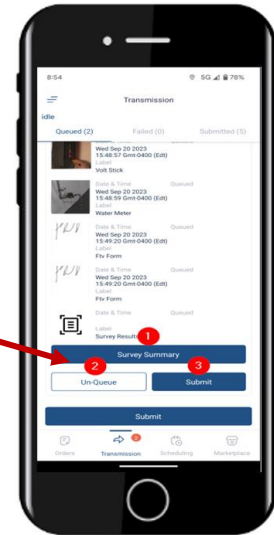 8:54 5G 78%
Transmission
idle
Queued (2) Failed (0) Submitted (5)
Wed Sep 20 2023
15:48:57 Gmt-0400 (Edt)
Label
Volt Stick
Date & Time Queued
Wed Sep 20 2023
15:48:59 Gmt-0400 (Edt)
Label
Water Meter
Date & Time Queued
Wed Sep 20 2023
15:49:20 Gmt-0400 (Edt)
Label
Ftv Form
Date & Time Queued
Wed Sep 20 2023
15:49:20 Gmt-0400 (Edt)
Label
Ftv Form
Date & Time Queued
Label
Survey Results
1
Survey Summary
2 3
Un-Queue Submit
Submit
Orders Transmission Scheduling Marketplace